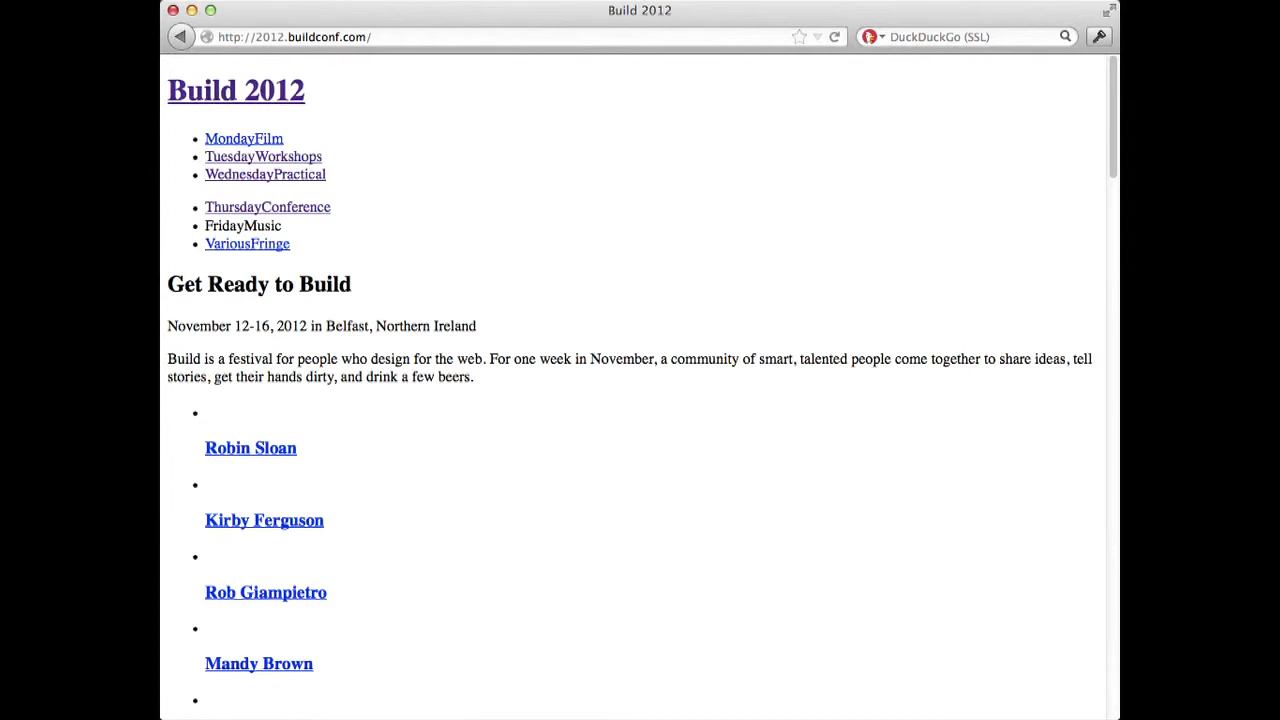 Build 2012
http://2012.buildconf.com/
DuckDuckGo (SSL)
Build 2012
MondayFilm
TuesdayWorkshops
WednesdayPractical
ThursdayConference
FridayMusic
VariousFringe
Get Ready to Build
November 12-16, 2012 in Belfast, Northern Ireland
Build is a festival for people who design for the web. For one week in November, a community of smart, talented people come together to share ideas, tell
stories, get their hands dirty, and drink a few beers.
Robin Sloan
Kirby Ferguson
Rob Giampietro
Mandy Brown